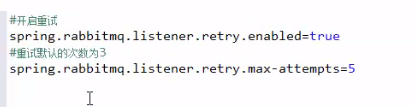 #开启重试
spring.rabbitmq.listener.retry.enabled=true
#重试默认的次数为3
spring.rabbitmq.listener.retry.max-attempts=5